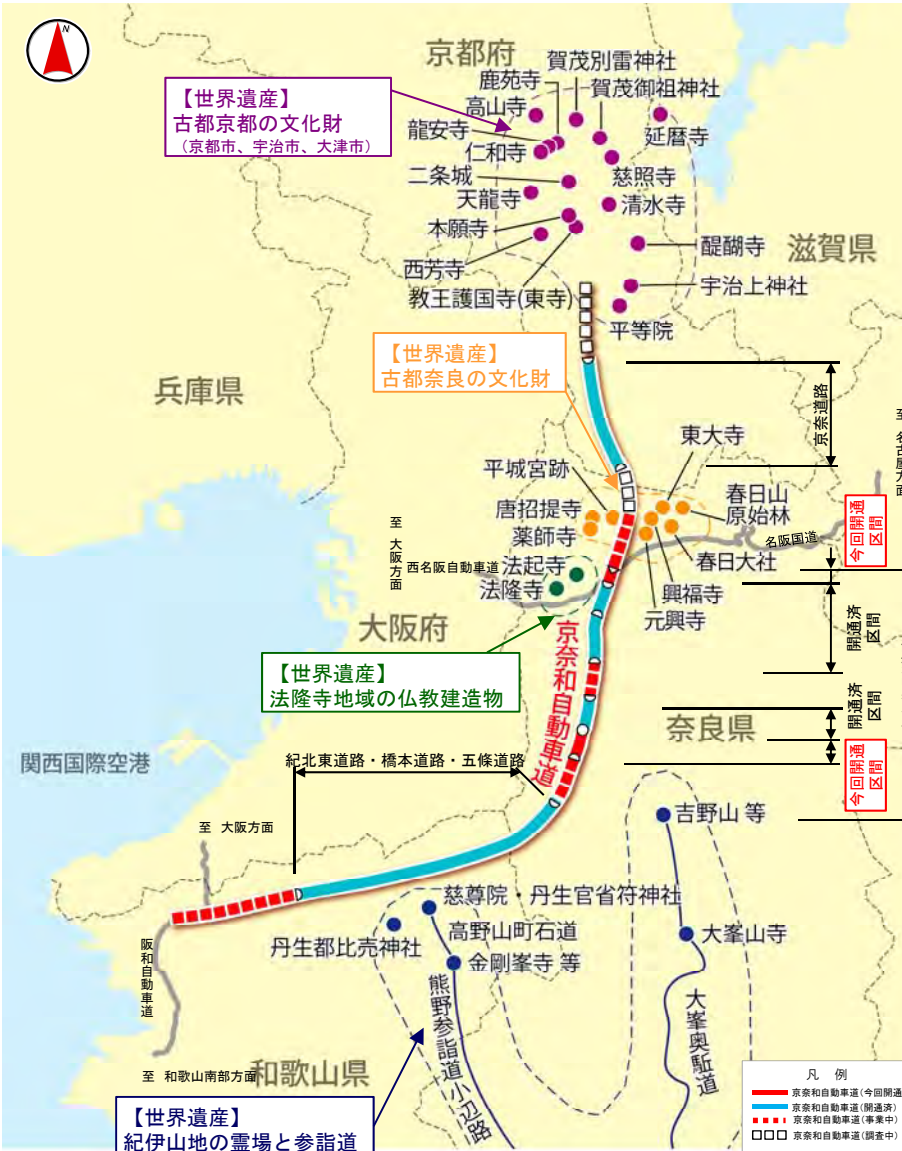 N
京都府
賀茂別雷神社
鹿苑寺
賀茂御祖神社
高山寺
【世界遺産】
古都京都の文化財
（京都市、宇治市、大津市）
龍安寺
延暦寺
仁和寺
慈照寺
二条城
天龍寺
清水寺
本願寺
醍醐寺
滋賀県
西芳寺
宇治上神社
教王護国寺(東寺)
平等院
【世界遺産】
古都奈良の文化財
兵庫県
京奈道路
至 名古屋方面
東大寺
平城宮跡
春日山
原始林
唐招提寺
薬師寺
名阪国道
今回開通
区間
至 大阪方面
西名阪自動車道
法起寺
春日大社
法隆寺
興福寺
元興寺
大阪府
開通済
区間
京奈和自動車道
【世界遺産】
法隆寺地域の仏教建造物
奈良県
開通済
区間
関西国際空港
紀北東道路・橋本道路・五條道路
今回開通
区間
吉野山 等
至 大阪方面
慈尊院・丹生官省符神社
丹生都比売神社
高野山町石道
大峯山寺
金剛峯寺 等
阪和自動車道
熊野参詣道小辺路
大峯奥駈道
至 和歌山南部方面
和歌山県
【世界遺産】
紀伊山地の霊場と参詣道
凡 例
京奈和自動車道(今回開通
京奈和自動車道(開通済)
京奈和自動車道(事業中)
京奈和自動車道(調査中)